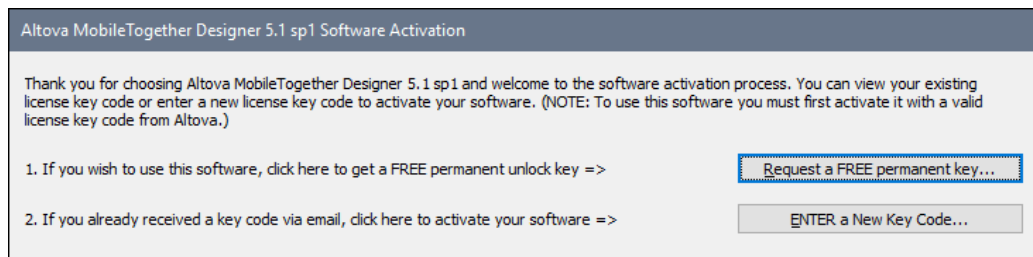 Altova MobileTogether Designer 5.1 sp1 Software Activation
Thank you for choosing Altova MobileTogether Designer 5.1 sp1 and welcome to the software activation process. You can view your existing
license key code or enter a new license key code to activate your software. (NOTE: To use this software you must first activate it with a valid
license key code from Altova.)
1. If you wish to use this software, click here to get a FREE permanent unlock key => Request a FREE permanent key...
2. If you already received a key code via email, click here to activate your software => ENTER a New Key Code...